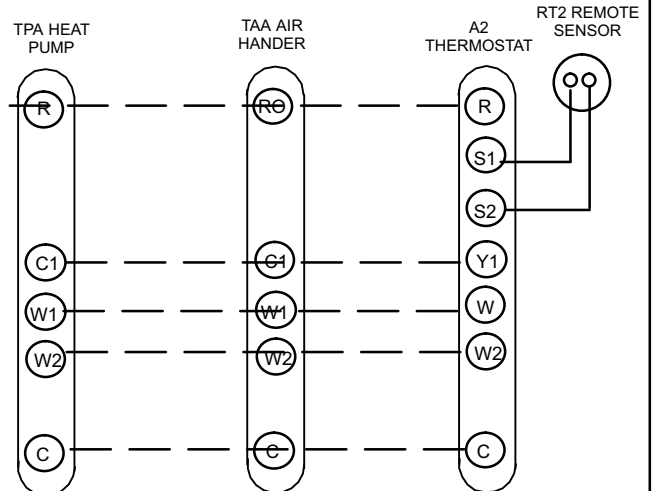 TPA HEAT
PUMP
TAA AIR
HANDER
A2
THERMOSTAT
RT2 REMOTE
SENSOR
R
RC
R
S1
S2
C1
C1
Y1
W1
W1
W
W2
W2
W2
C
C
C